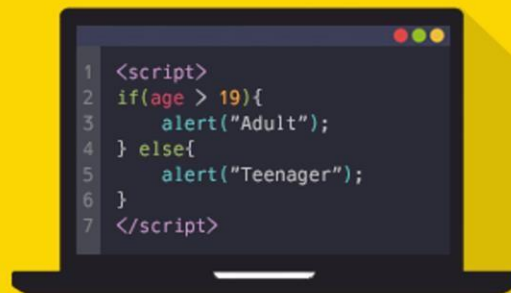 1 <script>
2 if(age > 19){
3 alert("Adult");
4 } else{
5 alert("Teenager");
6 }
7 </script>